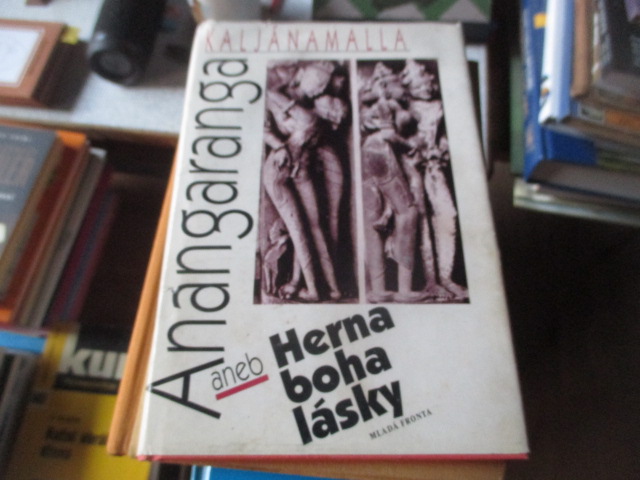 KALJÁNAMALLA
Anangaranga
aneb
Herna
boha
lásky
MLADÁ FRONTA